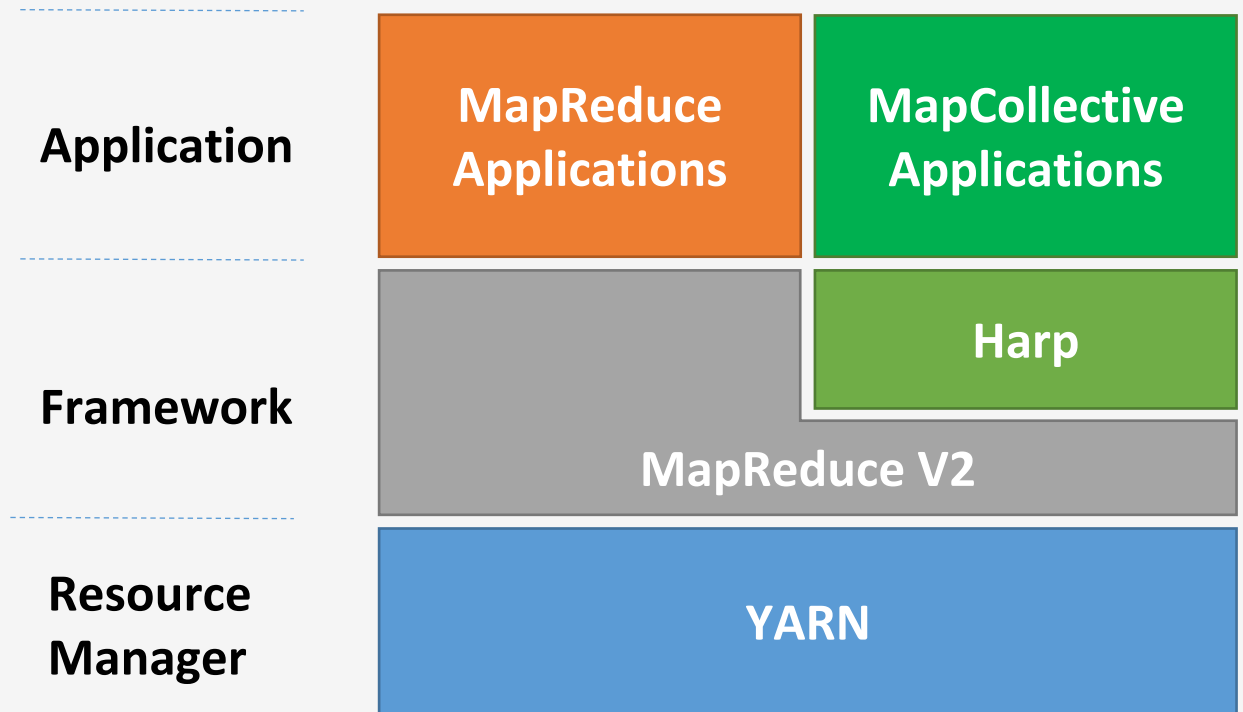 Application
MapReduce
Applications
MapCollective
Applications
Framework
Harp
MapReduce V2
Resource
Manager
YARN